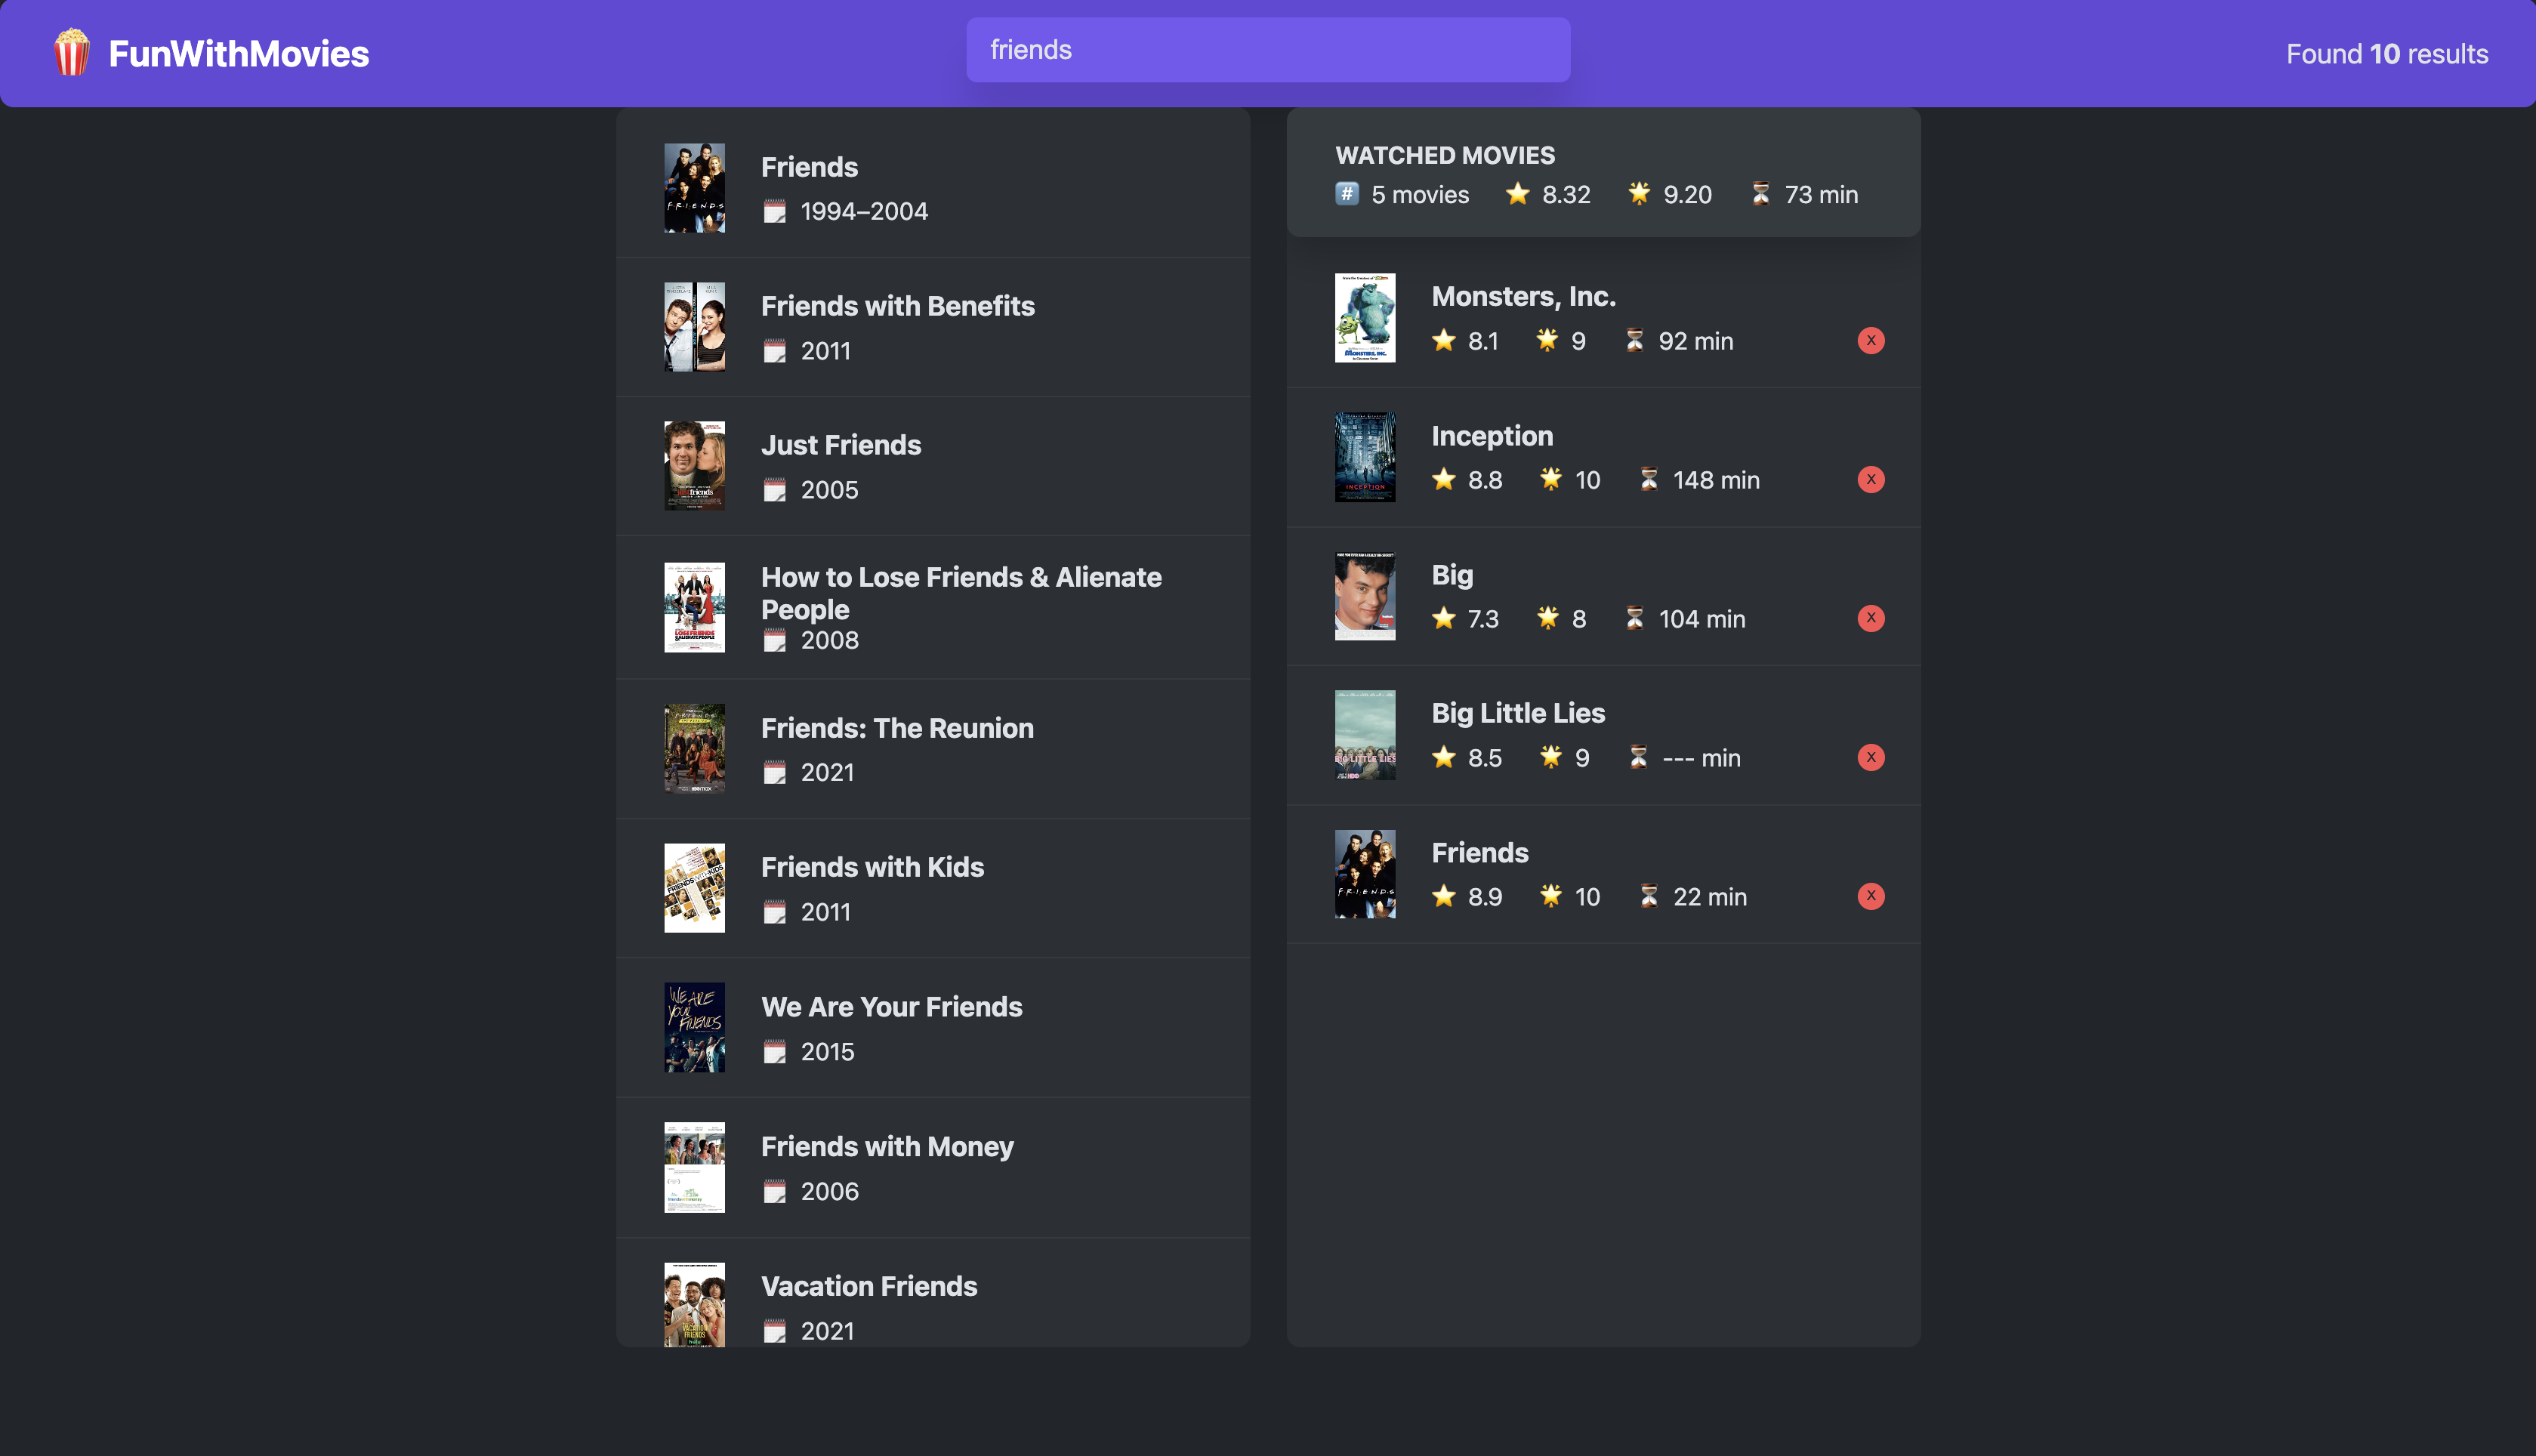 FunWithMovies
friends
Found 10 results
Friends
1994–2004
Friends with Benefits
2011
Just Friends
2005
How to Lose Friends & Alienate
People
2008
Friends: The Reunion
2021
Friends with Kids
2011
We Are Your Friends
2015
Friends with Money
2006
Vacation Friends
2021
WATCHED MOVIES
# 5 movies 8.32 9.20 73 min
Monsters, Inc.
8.1 9 92 min X
Inception
8.8 10 148 min X
Big
7.3 8 104 min X
Big Little Lies
8.5 9 --- min X
Friends
8.9 10 22 min X